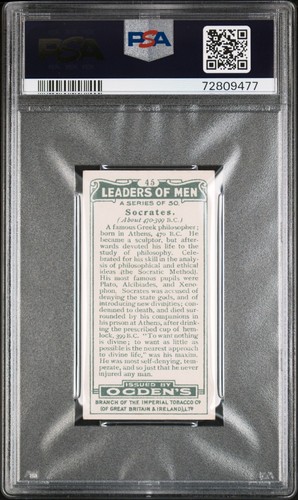 PSA
PSA
72809477
45
LEADERS OF MEN
A SERIES OF 50.
Socrates.
(About 470-399 B.C.)
A famous Greek philosopher;
born in Athens, 470 B.C. He
became a sculptor, but after-
wards devoted his life to the
study of philosophy. Cele-
brated for his skill in the analy-
sis of philosophical and ethical
ideas (the Socratic Method).
His most famous pupils were
Plato, Alcibiades, and Xeno-
phon. Socrates was accused of
denying the state gods, and of
introducing new divinities; con-
demned to death, and died sur-
rounded by his companions in
his prison at Athens, after drink-
ing the prescribed cup of hem-
lock, 399 B.C. "To want nothing
is divine; to want as little as
possible is the nearest approach
to divine life," was his maxim.
He was most self-denying, tem-
perate, and so just that he never
injured any man.
ISSUED BY
OGDEN'S
BRANCH OF THE IMPERIAL TOBACCO Co
(OF GREAT BRITAIN & IRELAND), LTD